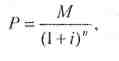 P = M / (1 + i)^n ,